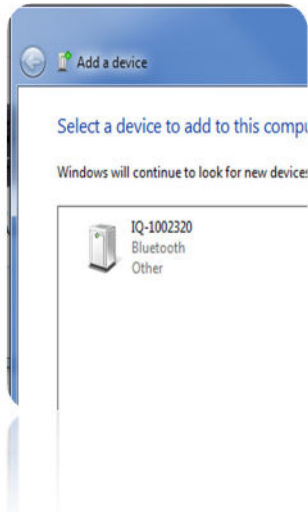 Add a device
Select a device to add to this compu
Windows will continue to look for new devices
IQ-1002320
Bluetooth
Other